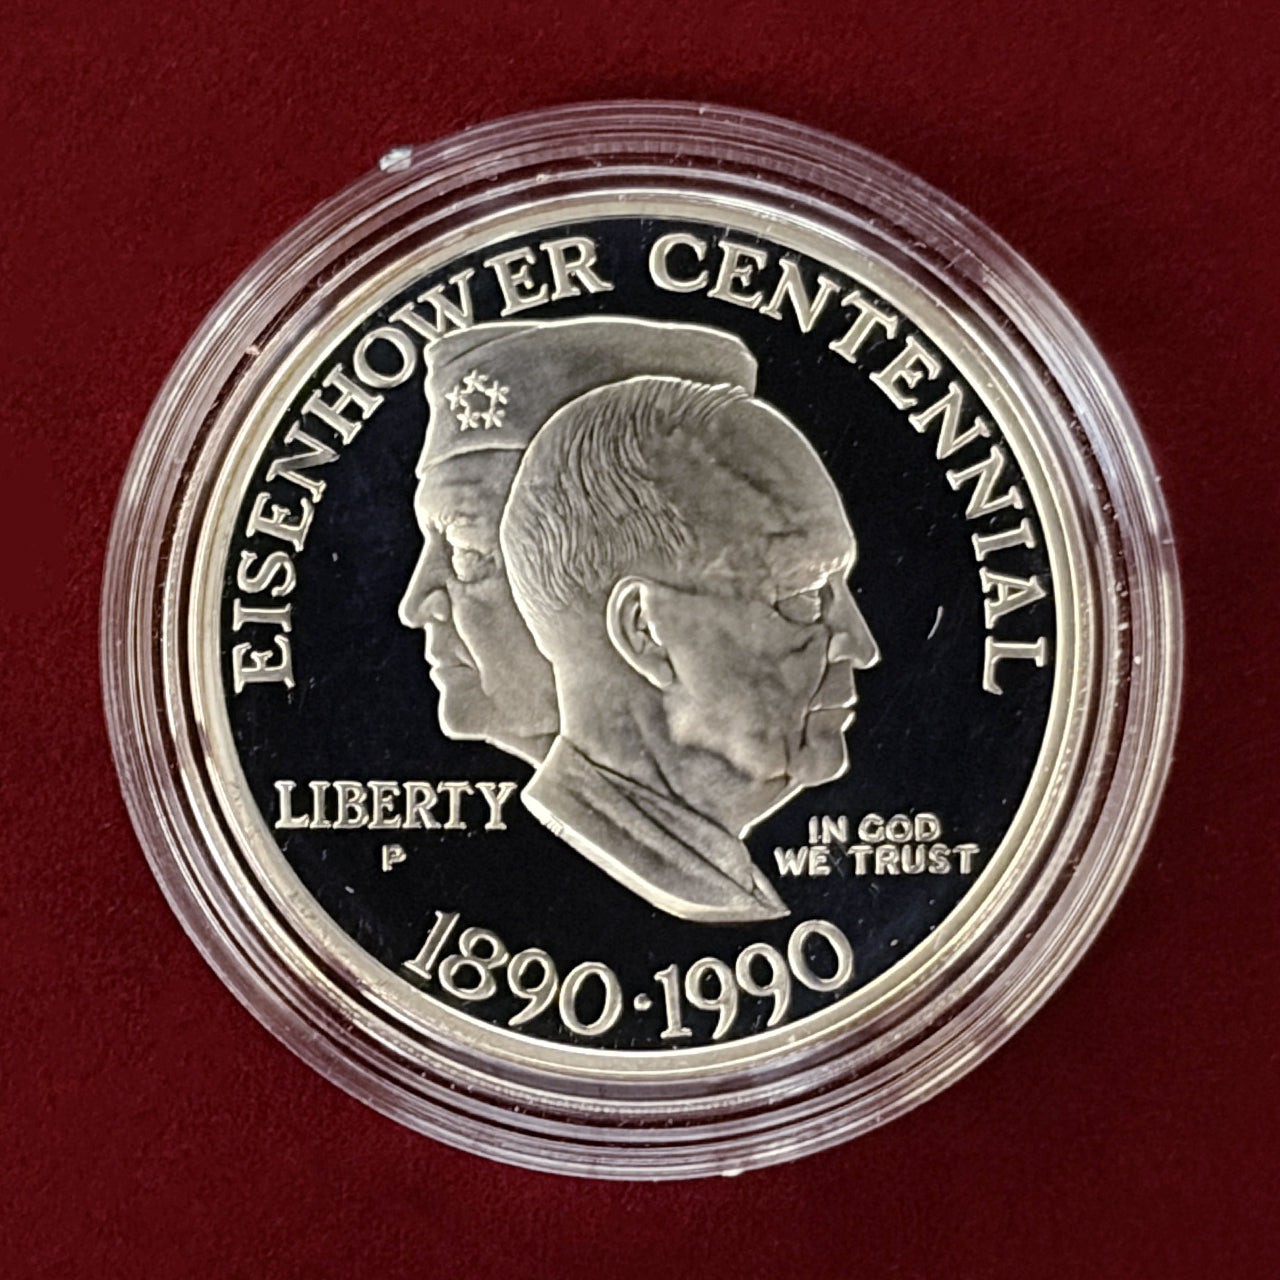 EISENHOWER CENTENNIAL
LIBERTY
P
IN GOD
WE TRUST
1890·1990